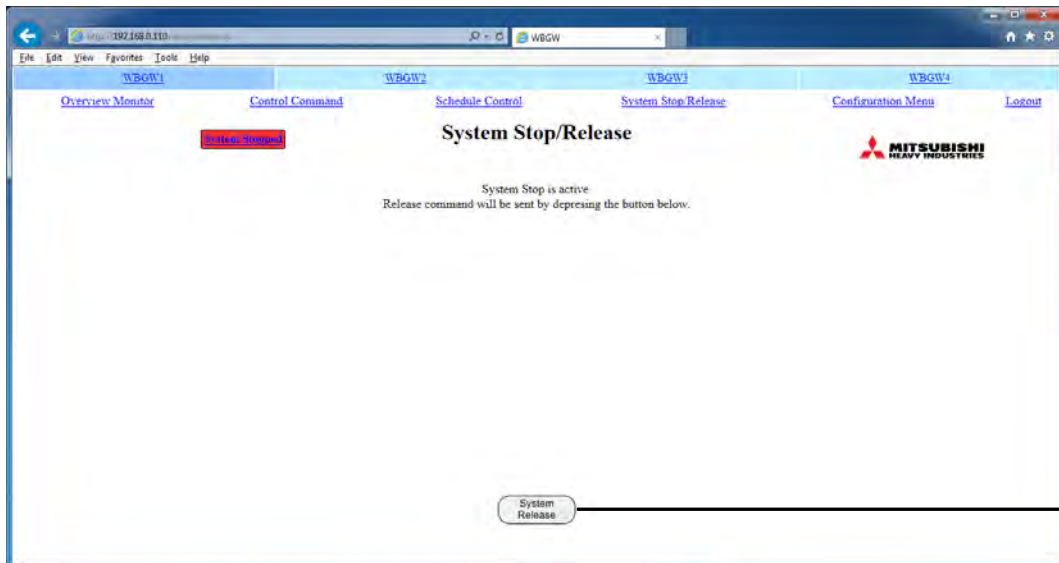 192.168.0.110
WBGW
File Edit View Favorites Tools Help
WBGW1 WBGW2 WBGW3 WBGW4
Overview Monitor Control Command Schedule Control System Stop/Release Configuration Menu Logout
System Stopped
System Stop/Release
MITSUBISHI
HEAVY INDUSTRIES
System Stop is active
Release command will be sent by depresing the button below.
System
Release